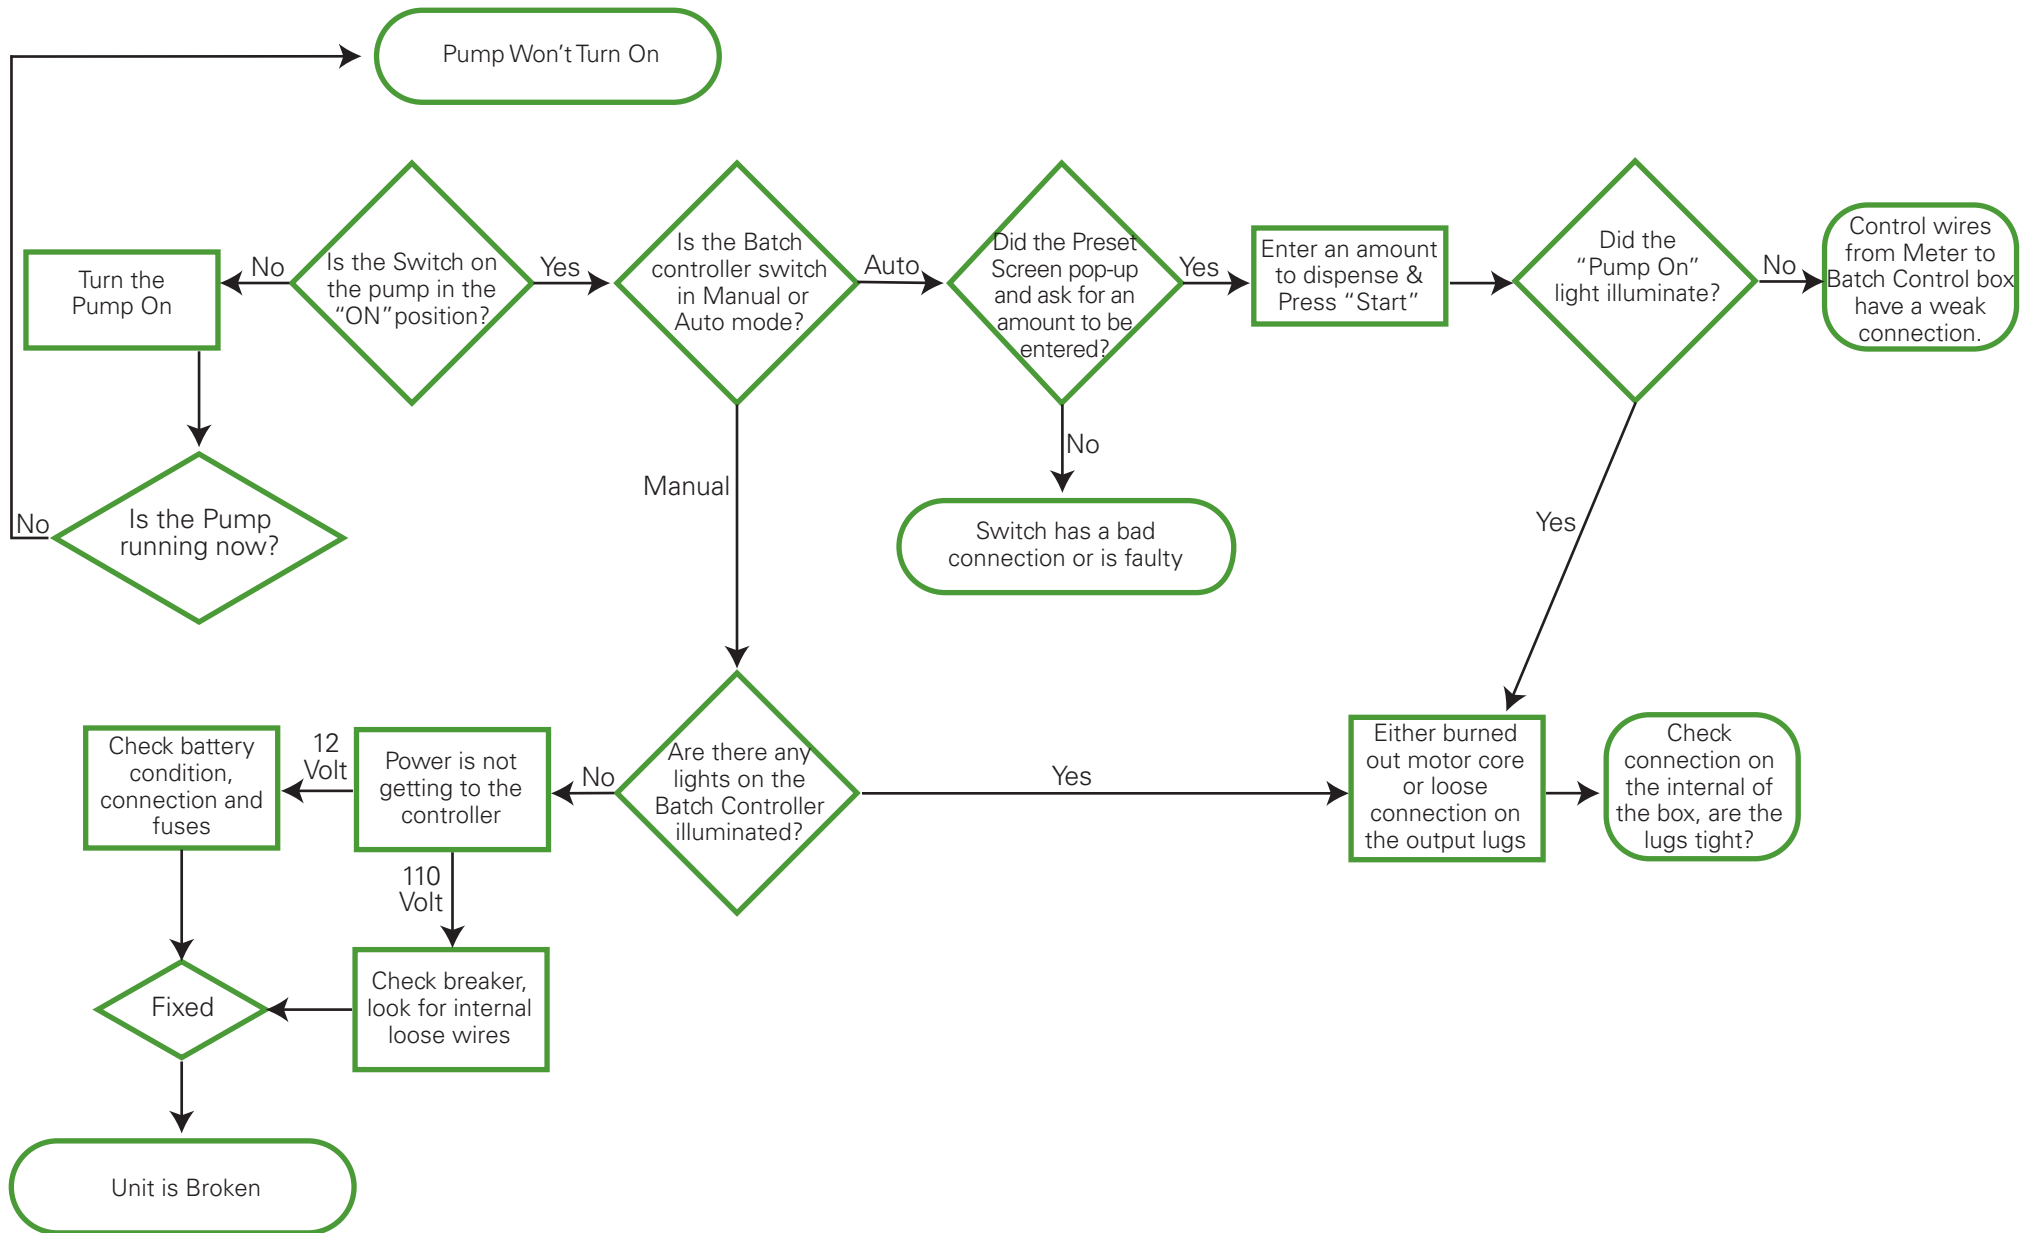 Pump Won't Turn On
Turn the
Pump On
No
Is the Switch on
the pump in the
“ON”position?
Yes
Is the Batch
controller switch
in Manual or
Auto mode?
Auto
Did the Preset
Screen pop-up
and ask for an
amount to be
entered?
Yes
Enter an amount
to dispense &
Press “Start”
Did the
“Pump On”
light illuminate?
No
Control wires
from Meter to
Batch Control box
have a weak
connection.
No
Is the Pump
running now?
Manual
No
Switch has a bad
connection or is faulty
Yes
Check battery
condition,
connection and
fuses
12
Volt
Power is not
getting to the
controller
No
Are there any
lights on the
Batch Controller
illuminated?
Yes
Either burned
out motor core
or loose
connection on
the output lugs
Check
connection on
the internal of
the box, are the
lugs tight?
110
Volt
Fixed
Check breaker,
look for internal
loose wires
Unit is Broken